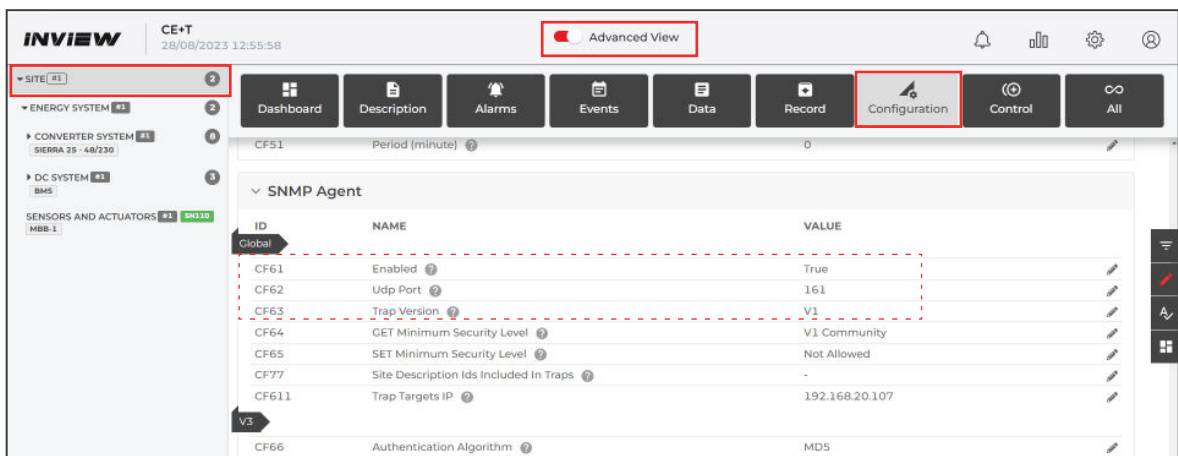 iNViEW
CE+T
28/08/2023 12:55:58
Advanced View
SITE #1 2
ENERGY SYSTEM #1 2
CONVERTER SYSTEM #1 8
SIERRA 25 - 48/230
DC SYSTEM #1 3
BMS
SENSORS AND ACTUATORS #1 SN110
MBB-1
Dashboard Description Alarms Events Data Record Configuration Control All
CF51 Period (minute) ? 0
SNMP Agent
ID NAME VALUE
Global
CF61 Enabled ? True
CF62 Udp Port ? 161
CF63 Trap Version ? V1
CF64 GET Minimum Security Level ? V1 Community
CF65 SET Minimum Security Level ? Not Allowed
CF77 Site Description Ids Included In Traps ? -
CF611 Trap Targets IP ? 192.168.20.107
V3
CF66 Authentication Algorithm ? MD5